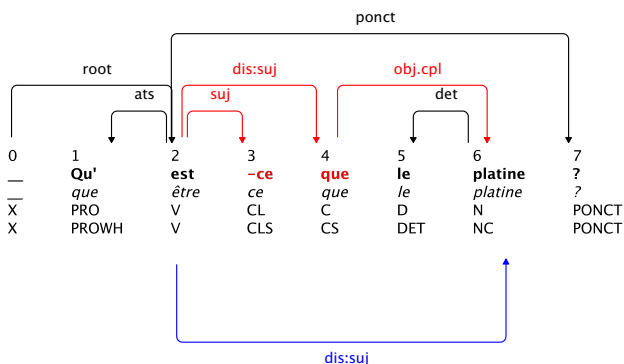 ponct
root dis:suj obj.cpl
ats suj det
0 1 2 3 4 5 6 7
__ Qu' est -ce que le platine ?
__ que être ce que le platine ?
X PRO V CL C D N PONCT
X PROWH V CLS CS DET NC PONCT
dis:suj